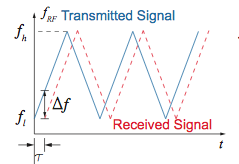 f_RF Transmitted Signal
f_h
Δf
f_l
Received Signal
t
τ